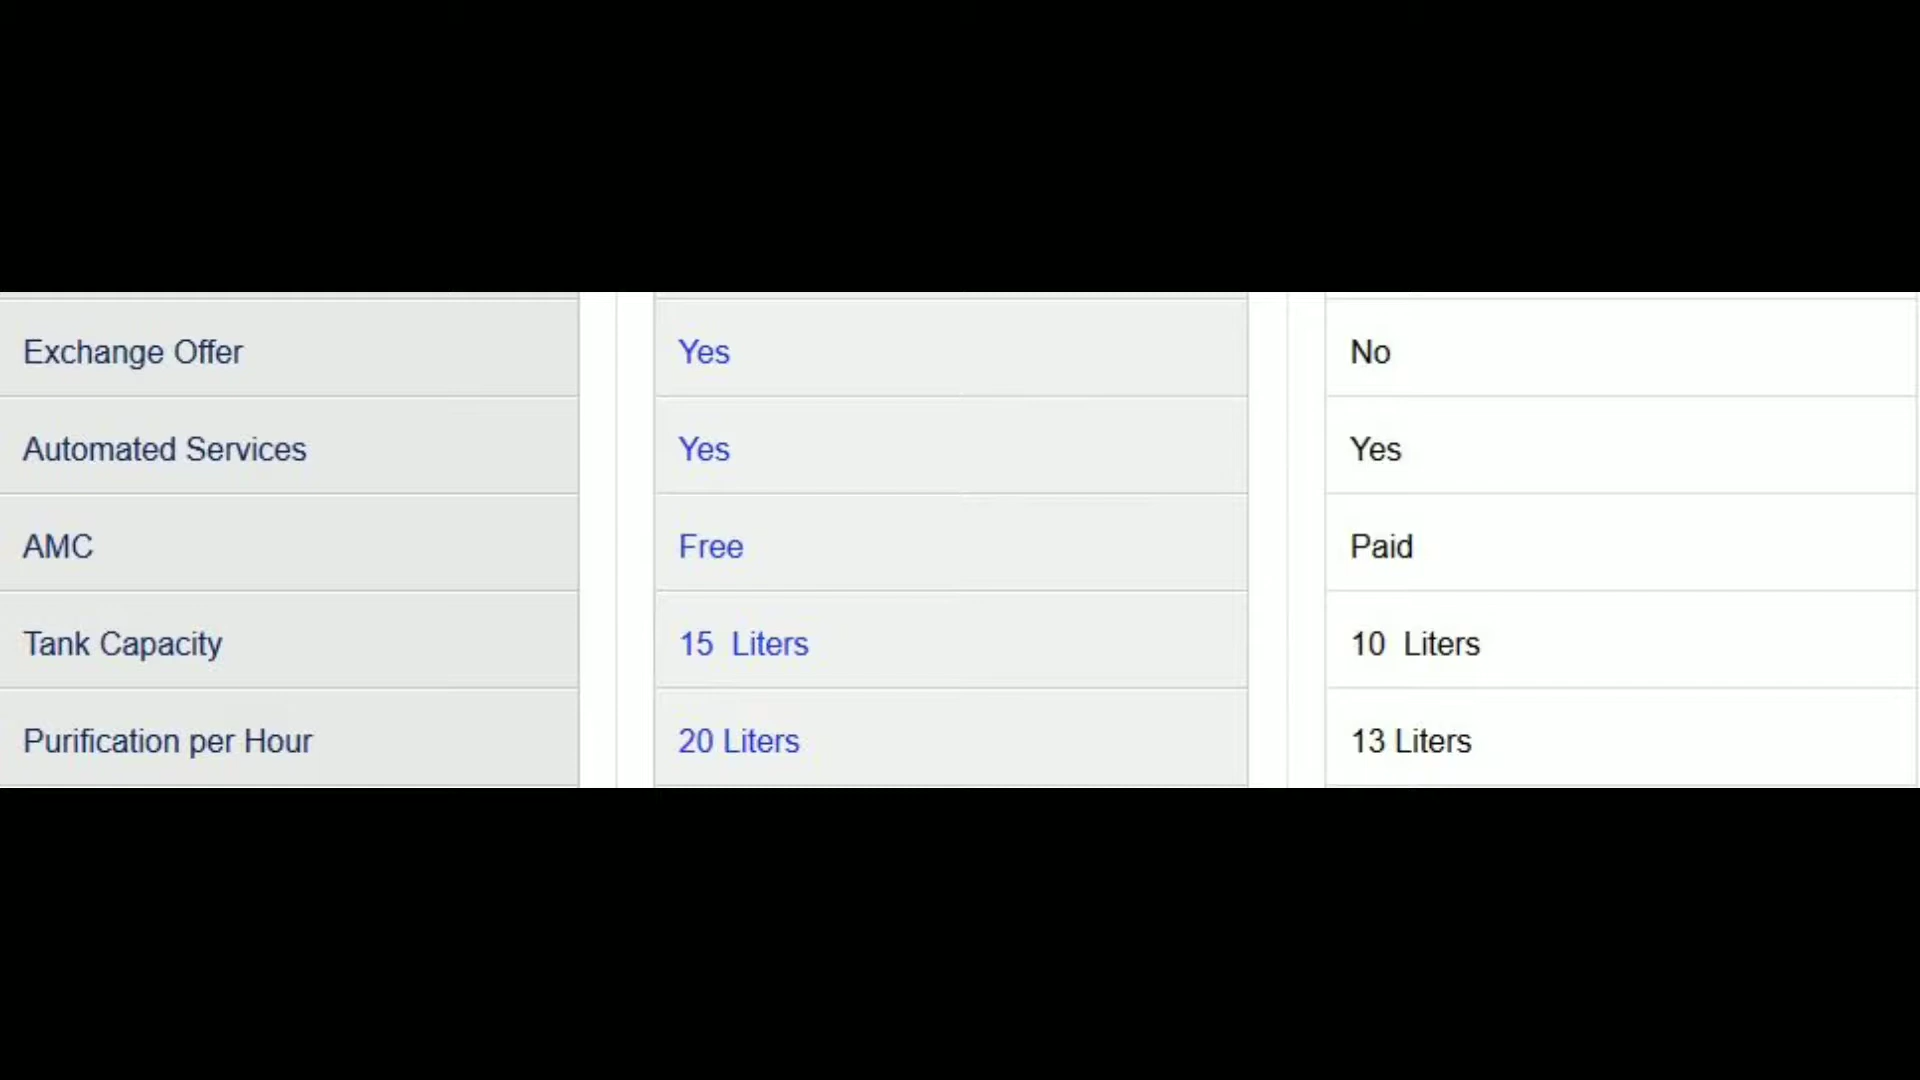 Exchange Offer Yes No
Automated Services Yes Yes
AMC Free Paid
Tank Capacity 15  Liters 10  Liters
Purification per Hour 20 Liters 13 Liters